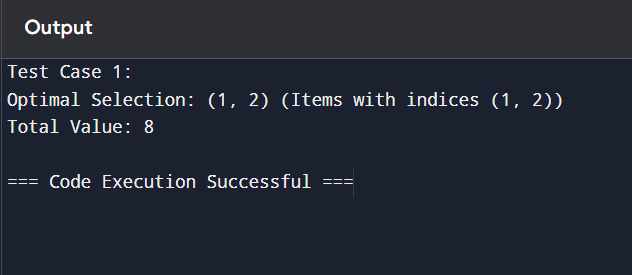 Output
Test Case 1:
Optimal Selection: (1, 2) (Items with indices (1, 2))
Total Value: 8
=== Code Execution Successful ===